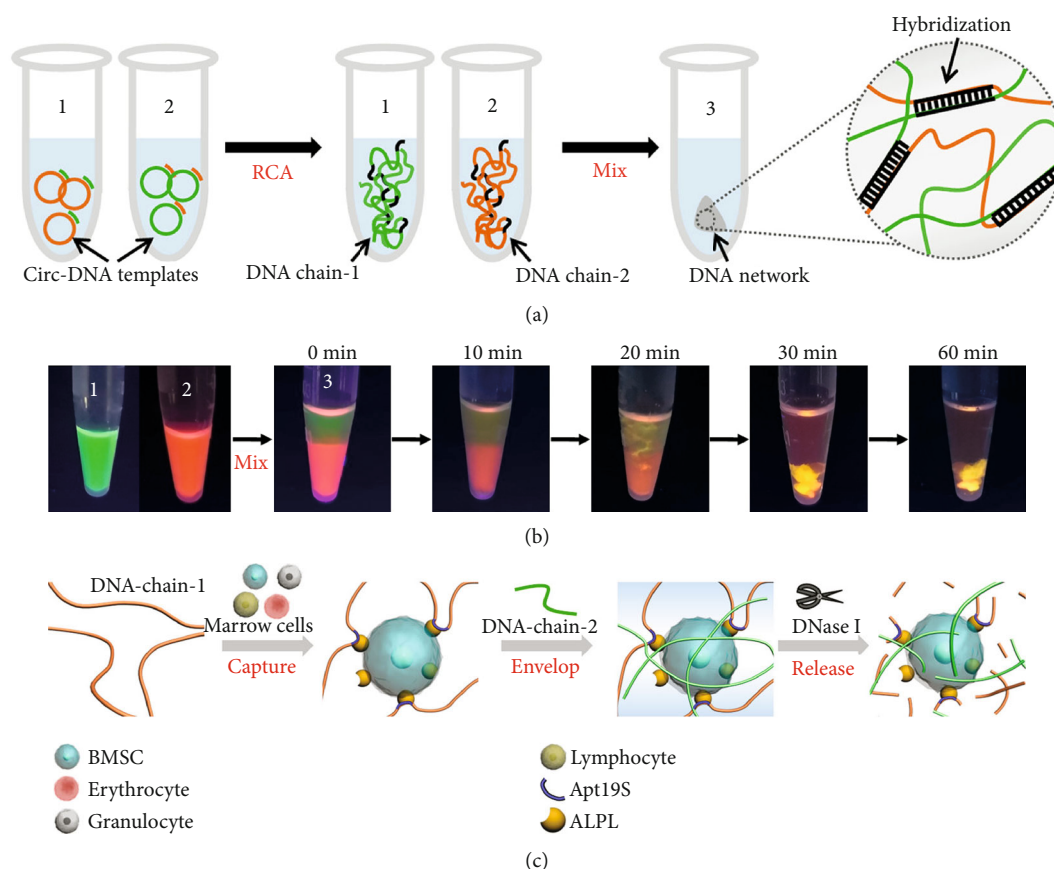 Hybridization
1
2
1
2
3
RCA
Mix
Circ-DNA templates
DNA chain-1
DNA chain-2
DNA network
(a)
0 min
10 min
20 min
30 min
60 min
1
2
3
Mix
(b)
DNA-chain-1
Marrow cells
Capture
DNA-chain-2
Envelop
DNase I
Release
BMSC
Erythrocyte
Granulocyte
Lymphocyte
Apt19S
ALPL
(c)